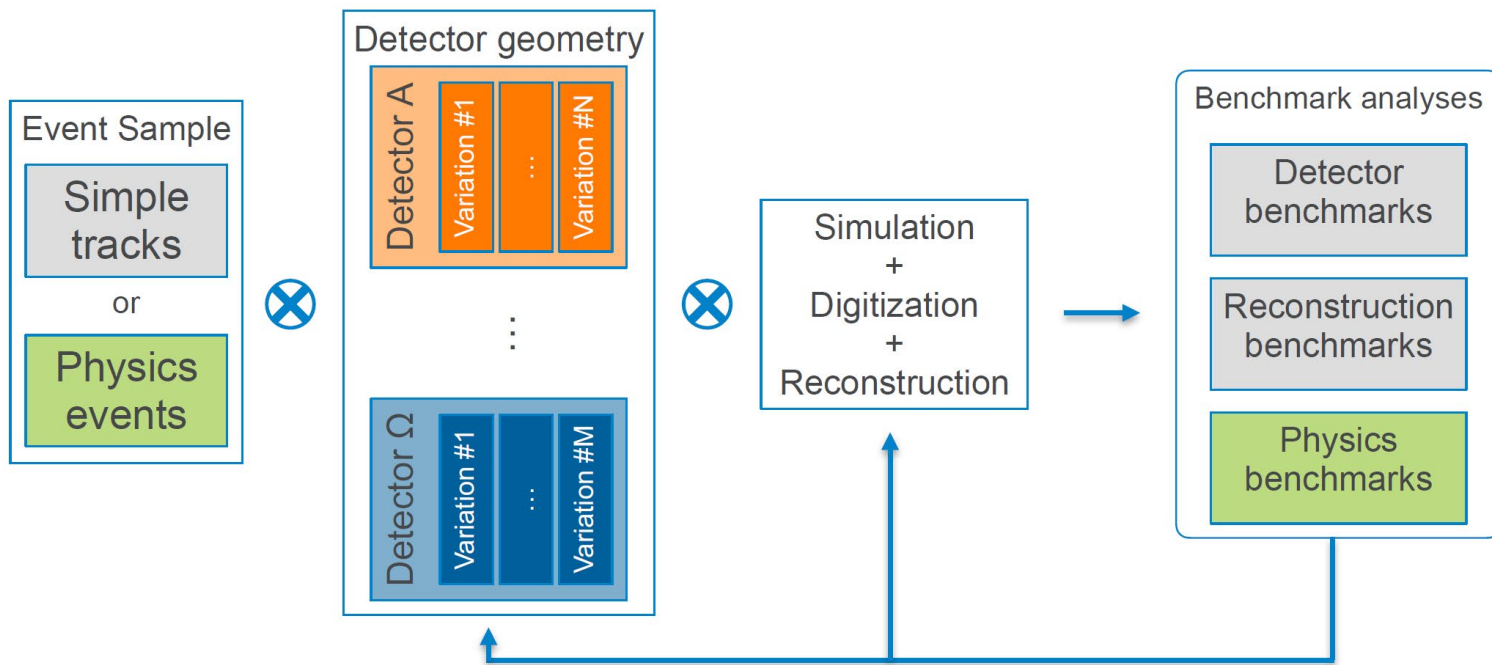 Event Sample
Simple
tracks
or
Physics
events
Detector geometry
Detector A
Variation #1
...
Variation #N
⋮
Detector Ω
Variation #1
...
Variation #M
Simulation
+
Digitization
+
Reconstruction
Benchmark analyses
Detector
benchmarks
Reconstruction
benchmarks
Physics
benchmarks